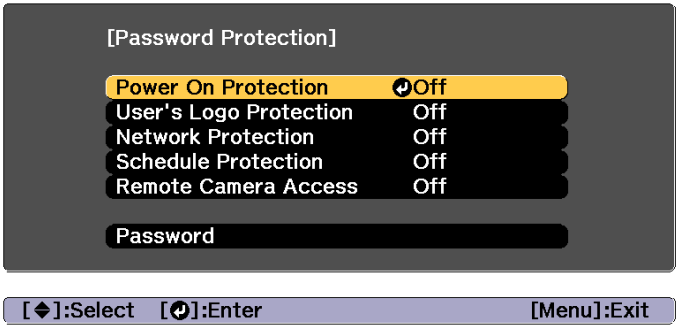 [Password Protection]
Power On Protection Off
User's Logo Protection Off
Network Protection Off
Schedule Protection Off
Remote Camera Access Off
Password
[ ]:Select [ ]:Enter [Menu]:Exit